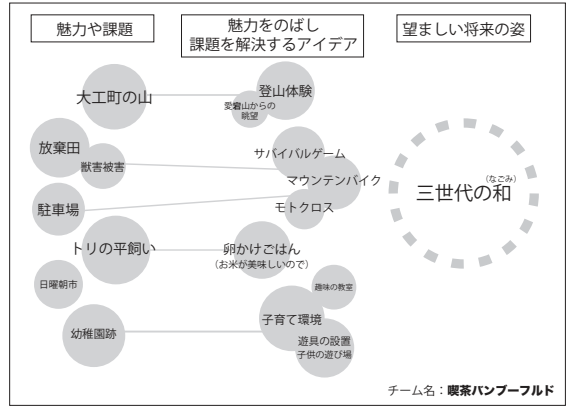 魅力や課題
魅力をのばし
課題を解決するアイデア
望ましい将来の姿
大工町の山
登山体験
愛宕山からの
眺望
放棄田
獣害被害
サバイバルゲーム
マウンテンバイク
モトクロス
駐車場
(なごみ)
三世代の和
トリの平飼い
卵かけごはん
(お米が美味しいので)
日曜朝市
趣味の教室
子育て環境
幼稚園跡
遊具の設置
子供の遊び場
チーム名：喫茶バンブーフルド